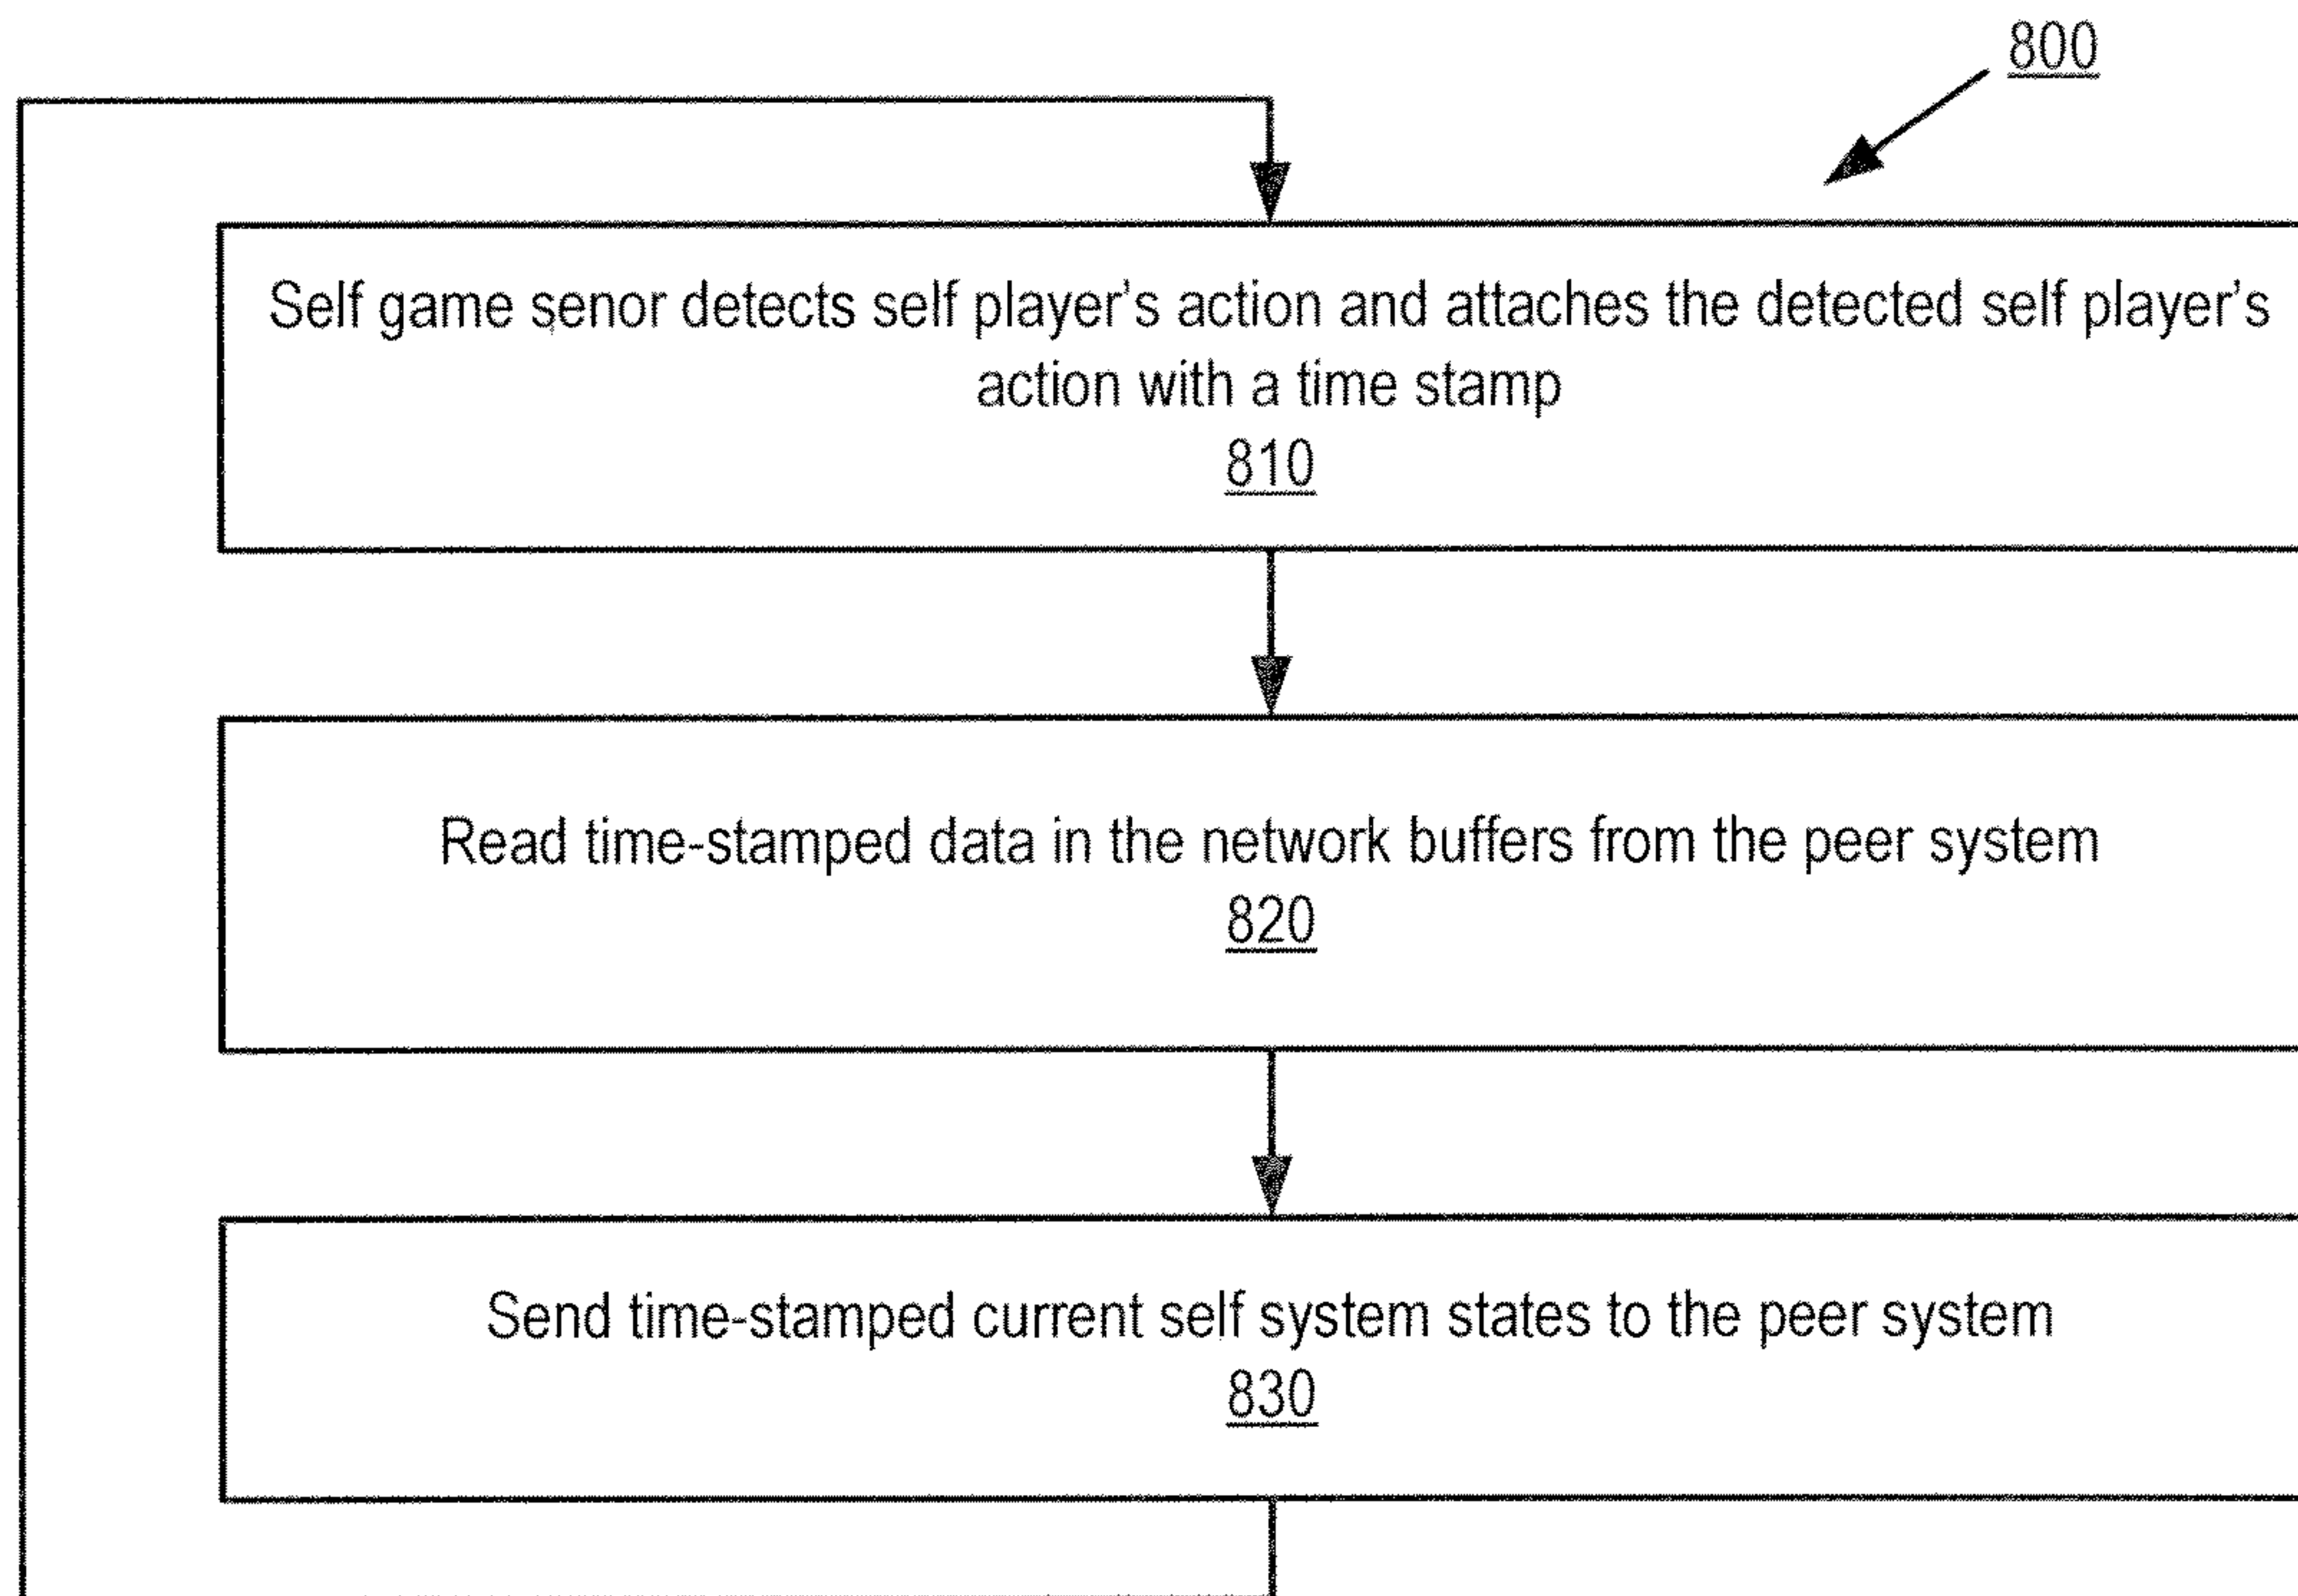 800
Self game senor detects self player's action and attaches the detected self player's
action with a time stamp
810
Read time-stamped data in the network buffers from the peer system
820
Send time-stamped current self system states to the peer system
830